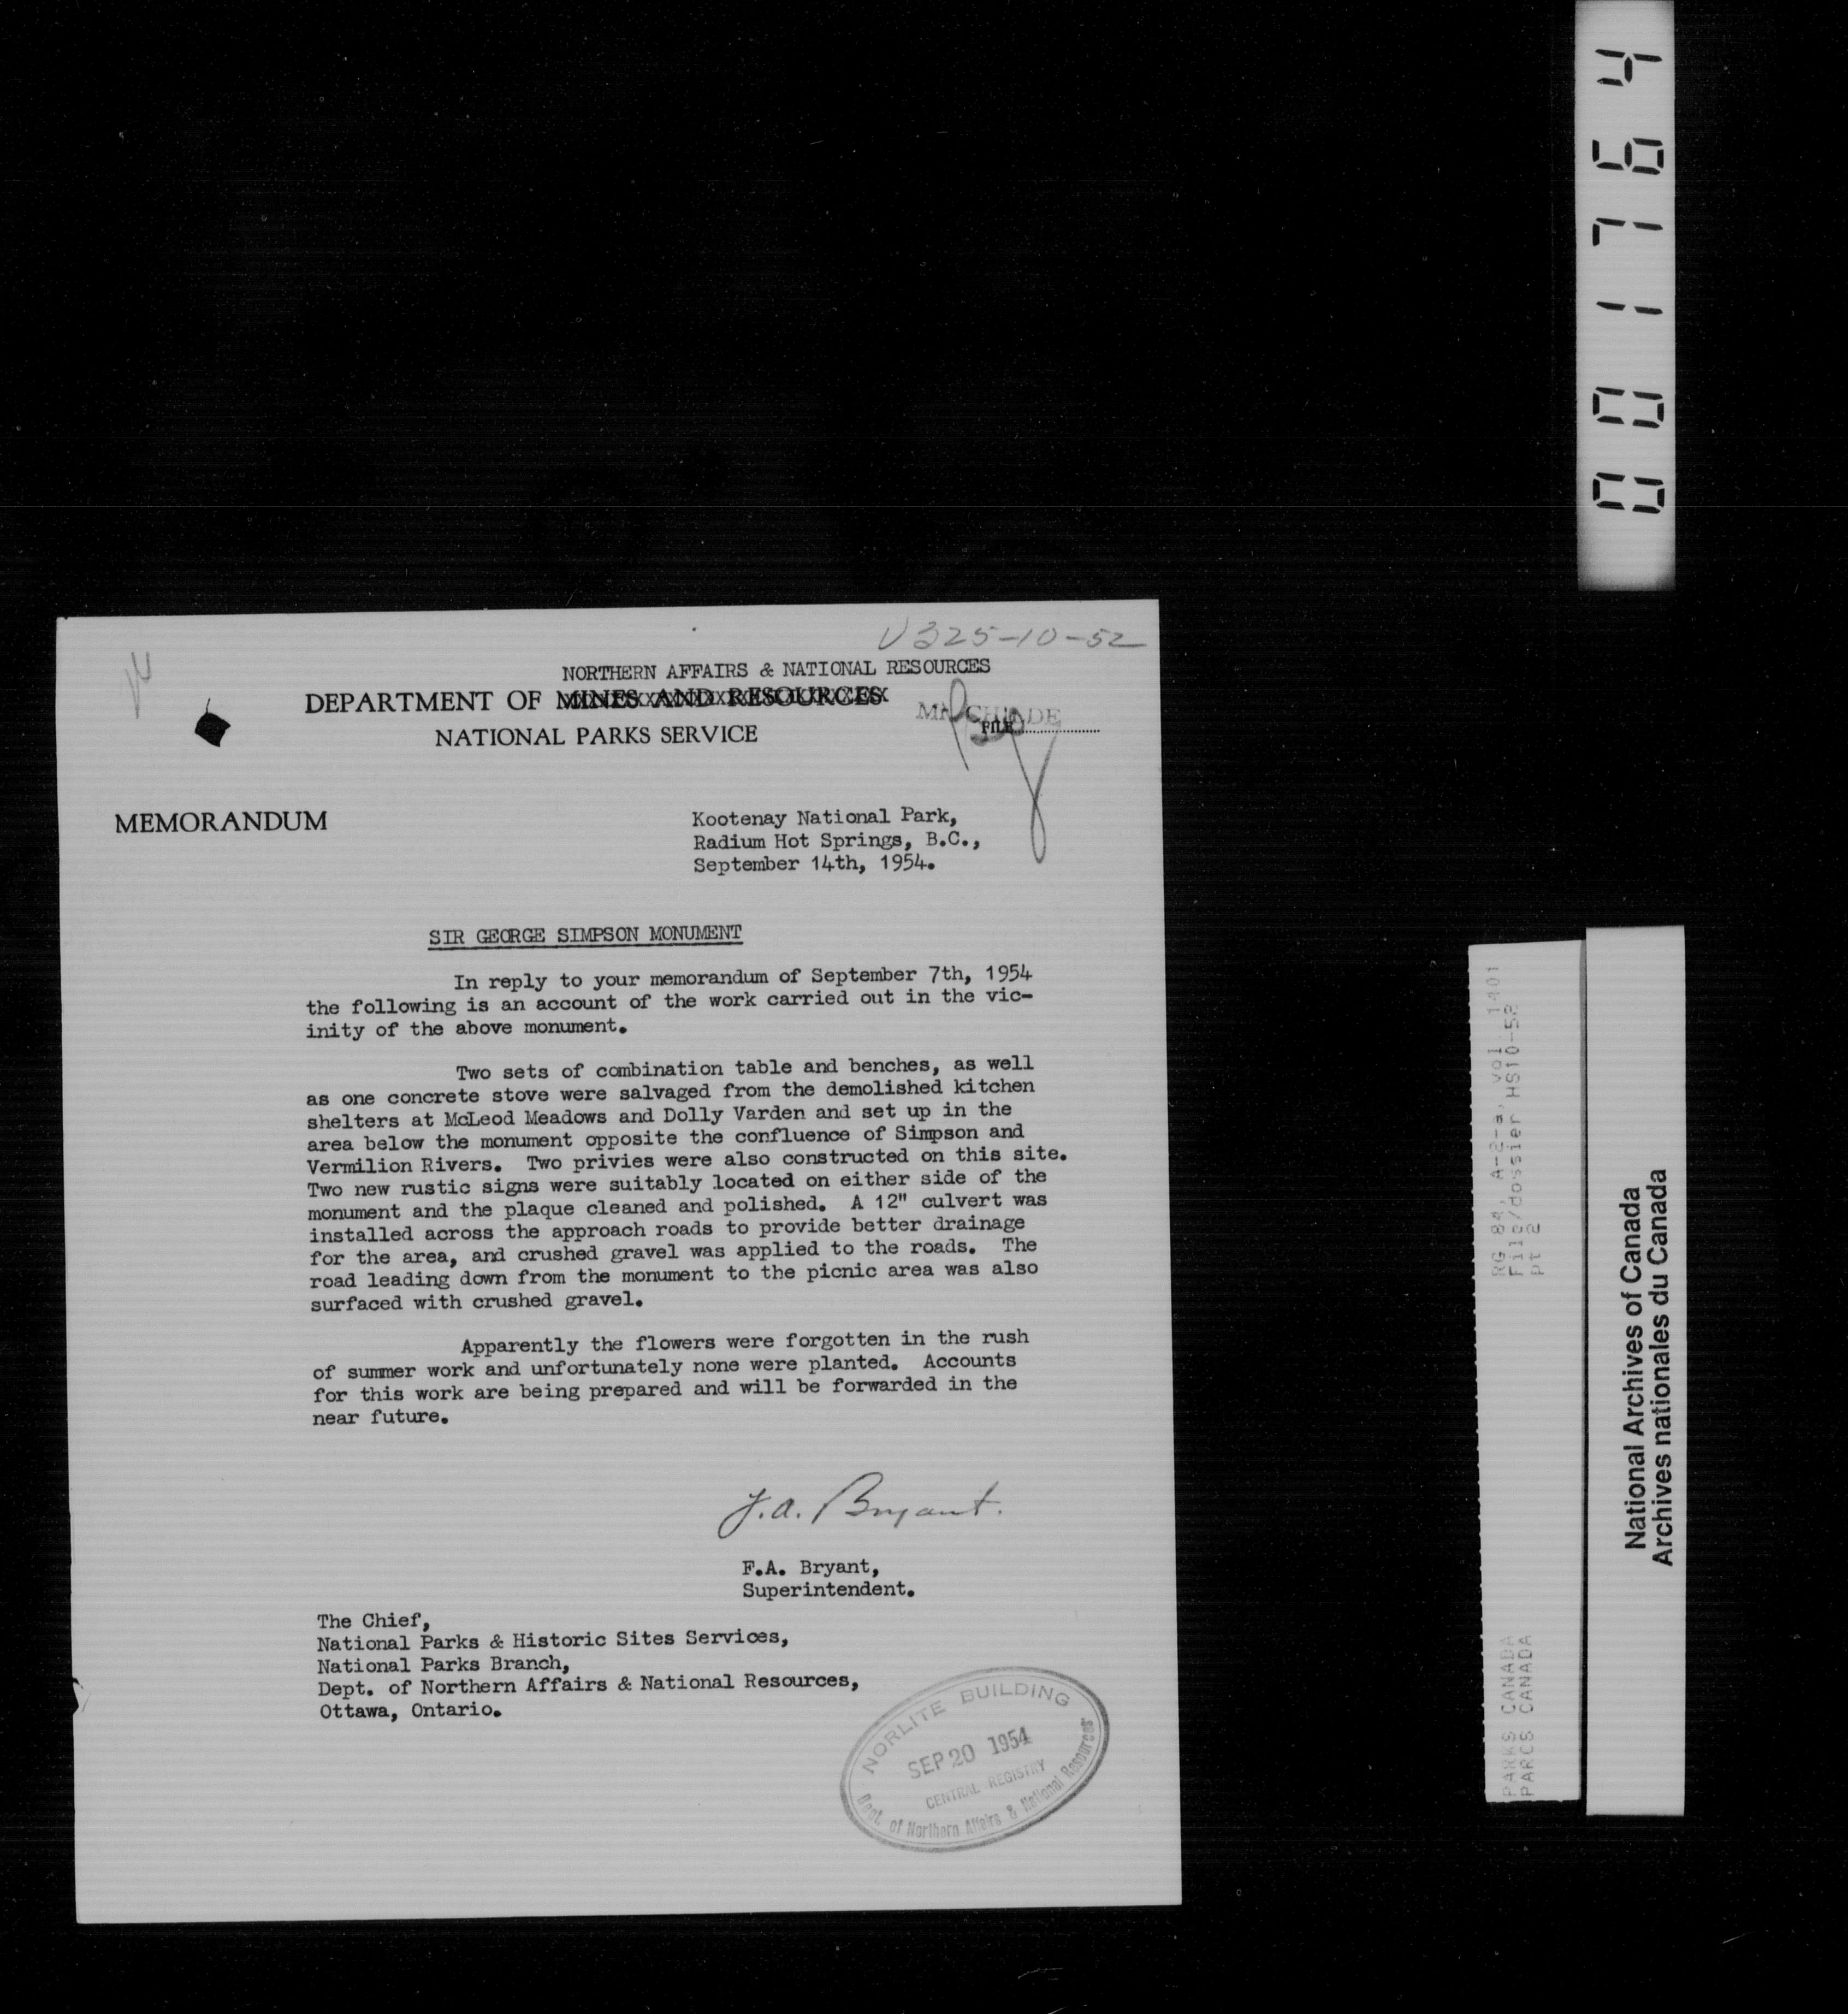 001764
U325-10-52
NORTHERN AFFAIRS & NATIONAL RESOURCES
DEPARTMENT OF MINES AND RESOURCES
NATIONAL PARKS SERVICE
FILE
MEMORANDUM
Kootenay National Park,
Radium Hot Springs, B.C.,
September 14th, 1954.
SIR GEORGE SIMPSON MONUMENT
In reply to your memorandum of September 7th, 1954
the following is an account of the work carried out in the vic-
inity of the above monument.
Two sets of combination table and benches, as well
as one concrete stove were salvaged from the demolished kitchen
shelters at McLeod Meadows and Dolly Varden and set up in the
area below the monument opposite the confluence of Simpson and
Vermilion Rivers. Two privies were also constructed on this site.
Two new rustic signs were suitably located on either side of the
monument and the plaque cleaned and polished. A 12" culvert was
installed across the approach roads to provide better drainage
for the area, and crushed gravel was applied to the roads. The
road leading down from the monument to the picnic area was also
surfaced with crushed gravel.
Apparently the flowers were forgotten in the rush
of summer work and unfortunately none were planted. Accounts
for this work are being prepared and will be forwarded in the
near future.
F.A. Bryant.
F.A. Bryant,
Superintendent.
The Chief,
National Parks & Historic Sites Services,
National Parks Branch,
Dept. of Northern Affairs & National Resources,
Ottawa, Ontario.
NORLITE BUILDING
SEP 20 1954
CENTRAL REGISTRY
Dept. of Northern Affairs & National Resources
RG 84, A-2-a, vol. 1401
File/dossier HS10-52
pt 2
PARKS CANADA
PARCS CANADA
National Archives of Canada
Archives nationales du Canada